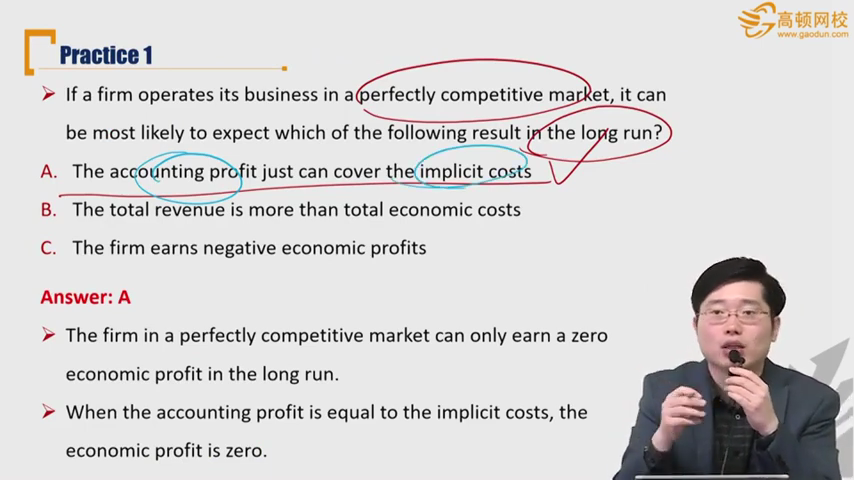 高顿网校
www.gaodun.com
Practice 1
If a firm operates its business in a perfectly competitive market, it can
be most likely to expect which of the following result in the long run?
A. The accounting profit just can cover the implicit costs
B. The total revenue is more than total economic costs
C. The firm earns negative economic profits
Answer: A
The firm in a perfectly competitive market can only earn a zero
economic profit in the long run.
When the accounting profit is equal to the implicit costs, the
economic profit is zero.